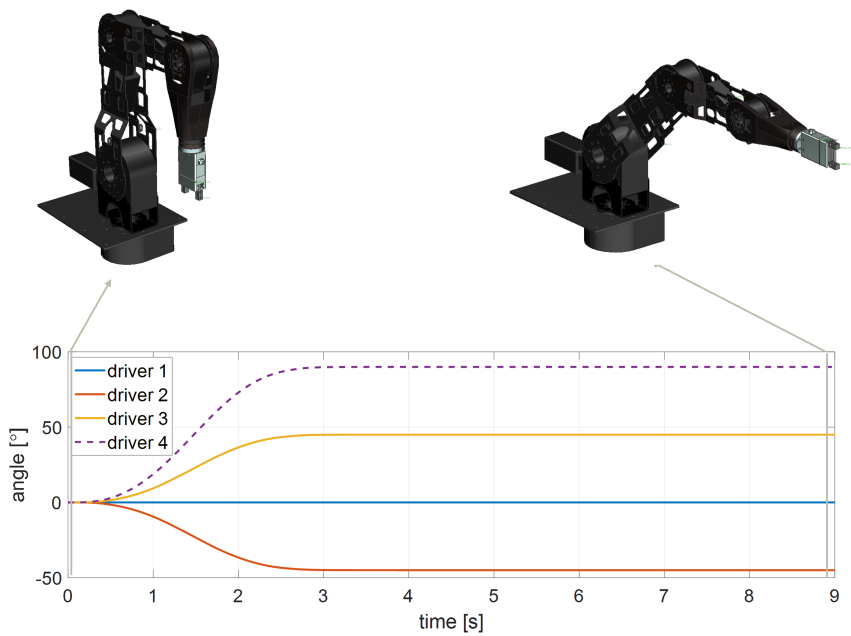 100
50
0
-50
angle [°]
driver 1
driver 2
driver 3
driver 4
0 1 2 3 4 5 6 7 8 9
time [s]